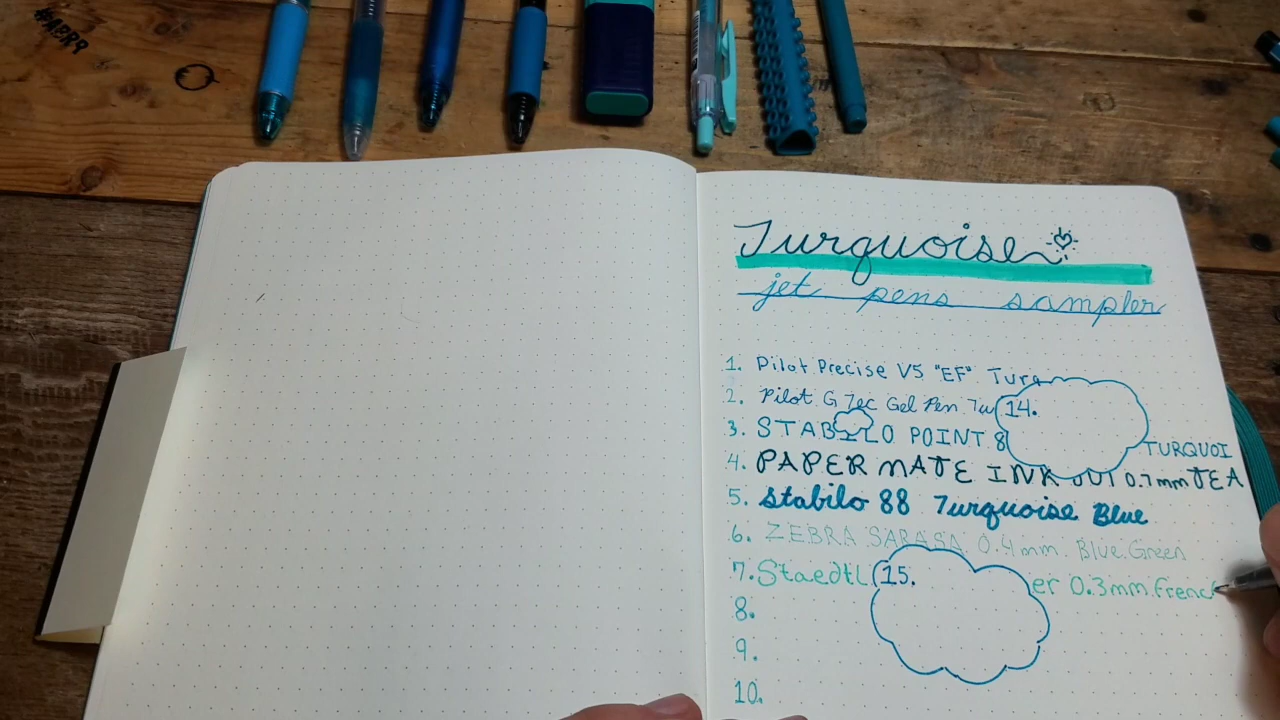 Turquoise
jet pens sampler
1. Pilot Precise V5 "EF" Turq
2. Pilot G Tec Gel Pen Tu
14.
3. STABILO POINT 8
TURQUOI
4. PAPER MATE INK JOY 0.7mm TEA
5. Stabilo 88 Turquoise Blue
6. ZEBRA SARASA 0.4mm Blue Green
7. Staedtl
15.
er 0.3mm French
8.
9.
10.